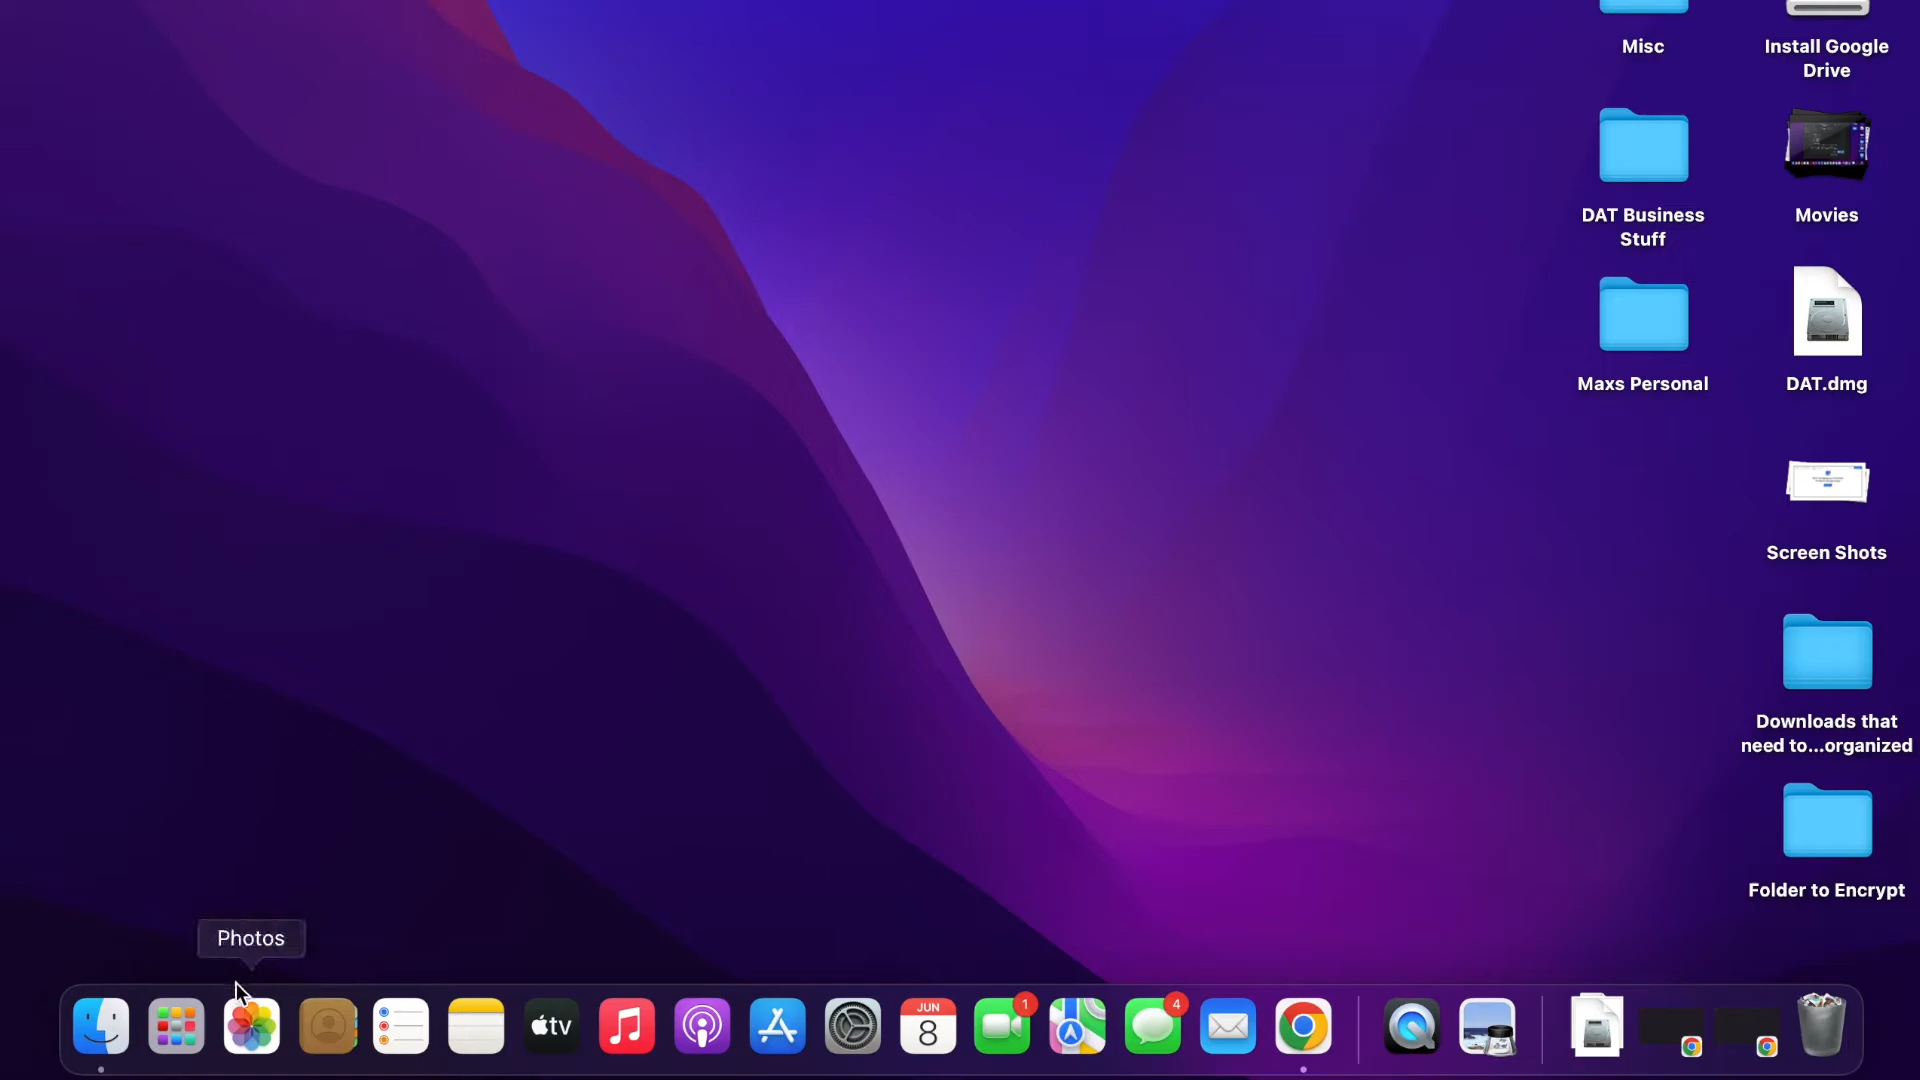 Misc
Install Google
Drive
DAT Business
Stuff
Movies
Maxs Personal
DAT.dmg
Screen Shots
Downloads that
need to...organized
Folder to Encrypt
Photos
tv
JUN
8
1
4